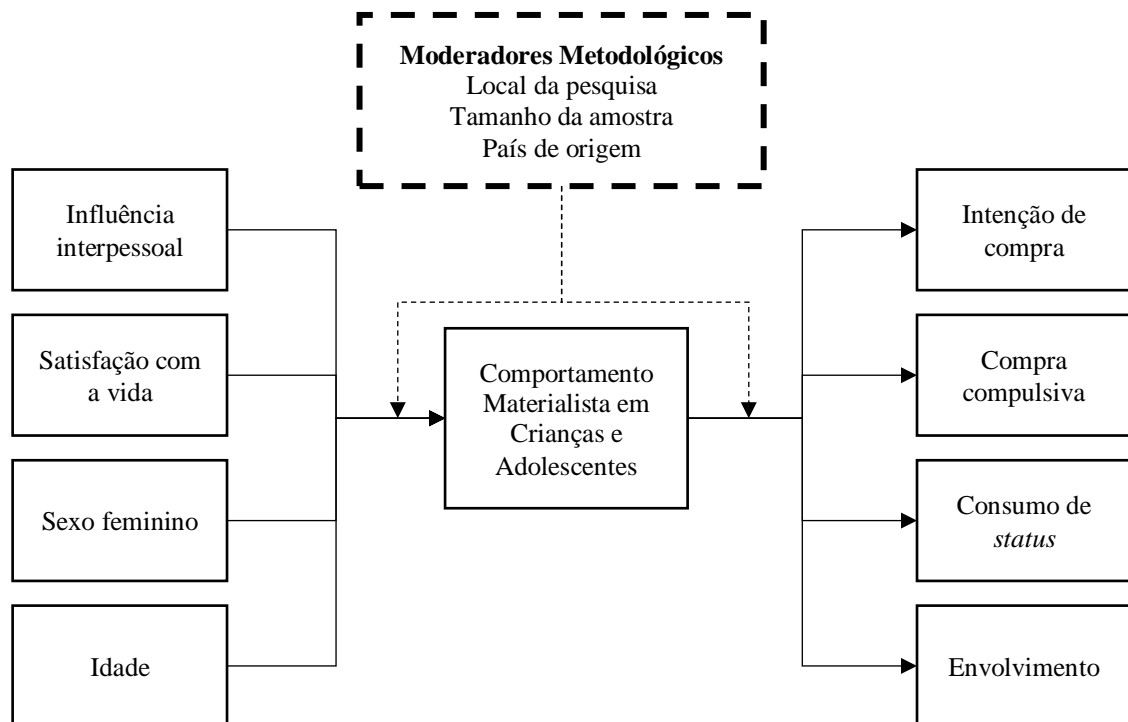 Moderadores Metodológicos
Local da pesquisa
Tamanho da amostra
País de origem
Influência
interpessoal
Satisfação com
a vida
Sexo feminino
Idade
Comportamento
Materialista em
Crianças e
Adolescentes
Intenção de
compra
Compra
compulsiva
Consumo de
status
Envolvimento